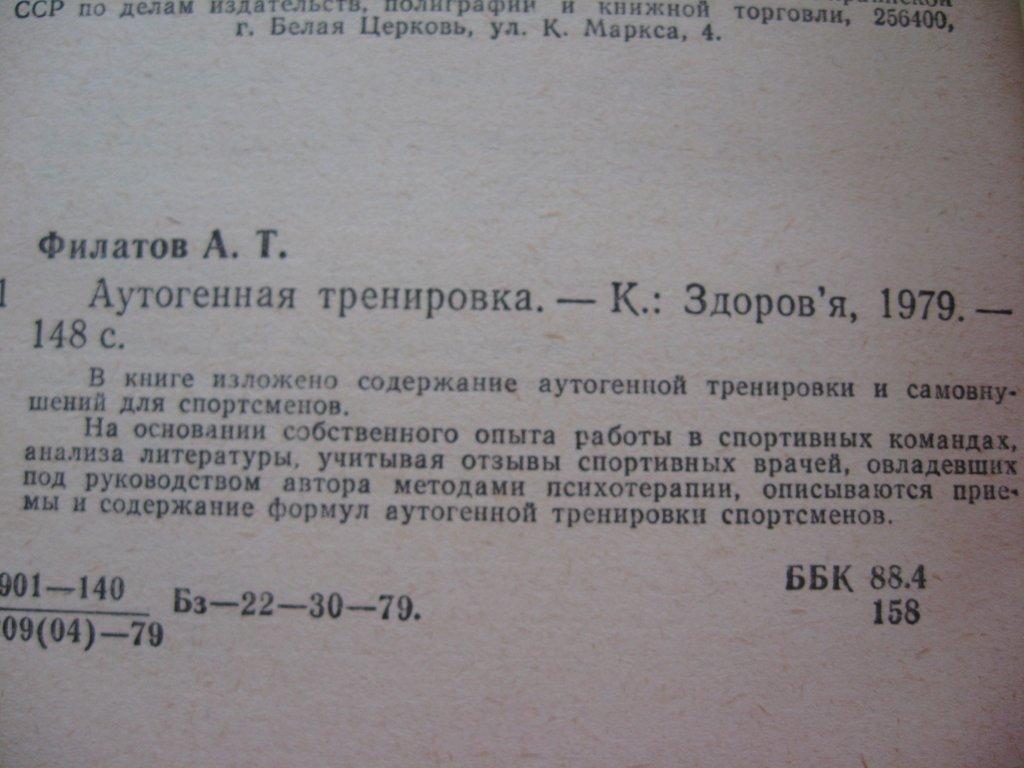 ССР по делам издательств, полиграфии и книжной торговли, 256400,
г. Белая Церковь, ул. К. Маркса, 4.
Филатов А. Т.
Аутогенная тренировка. — К.: Здоров'я, 1979. —
148 с.
В книге изложено содержание аутогенной тренировки и самовну-
шений для спортсменов.
На основании собственного опыта работы в спортивных командах,
анализа литературы, учитывая отзывы спортивных врачей, овладевших
под руководством автора методами психотерапии, описываются прие-
мы и содержание формул аутогенной тренировки спортсменов.
901—140
09(04)—79
Бз—22—30—79.
ББК 88.4
158